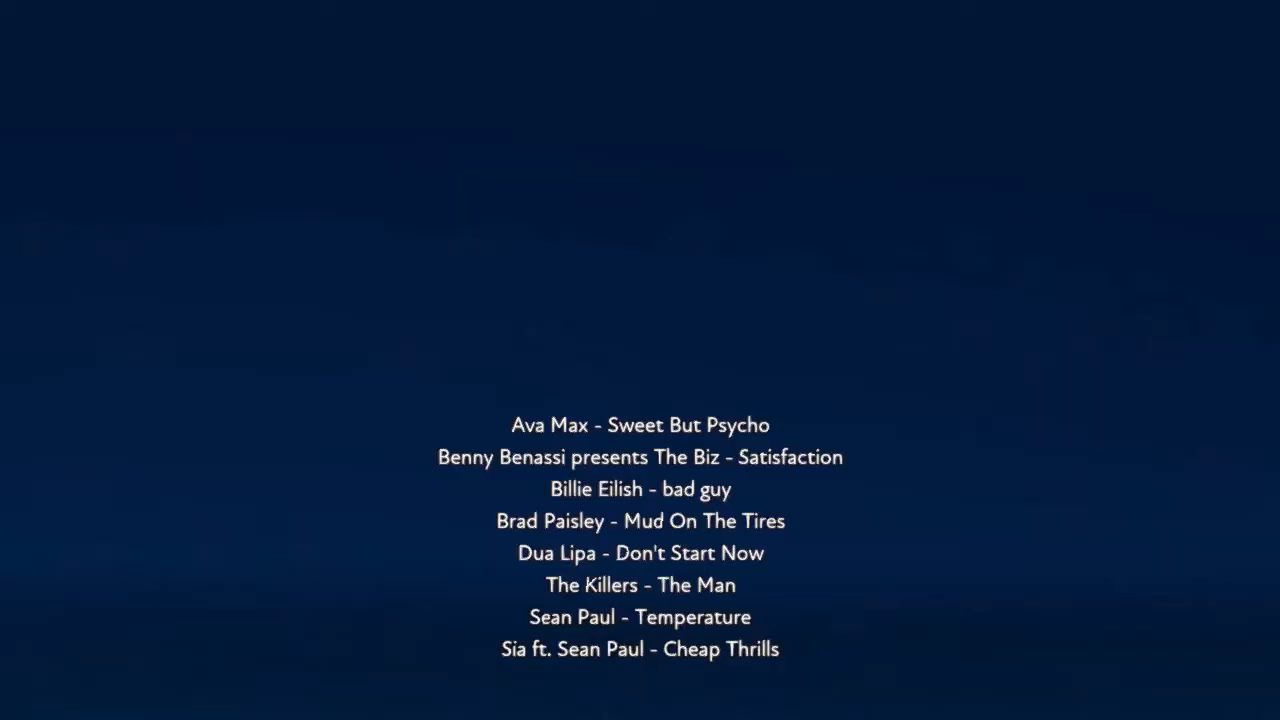 Ava Max - Sweet But Psycho
Benny Benassi presents The Biz - Satisfaction
Billie Eilish - bad guy
Brad Paisley - Mud On The Tires
Dua Lipa - Don't Start Now
The Killers - The Man
Sean Paul - Temperature
Sia ft. Sean Paul - Cheap Thrills